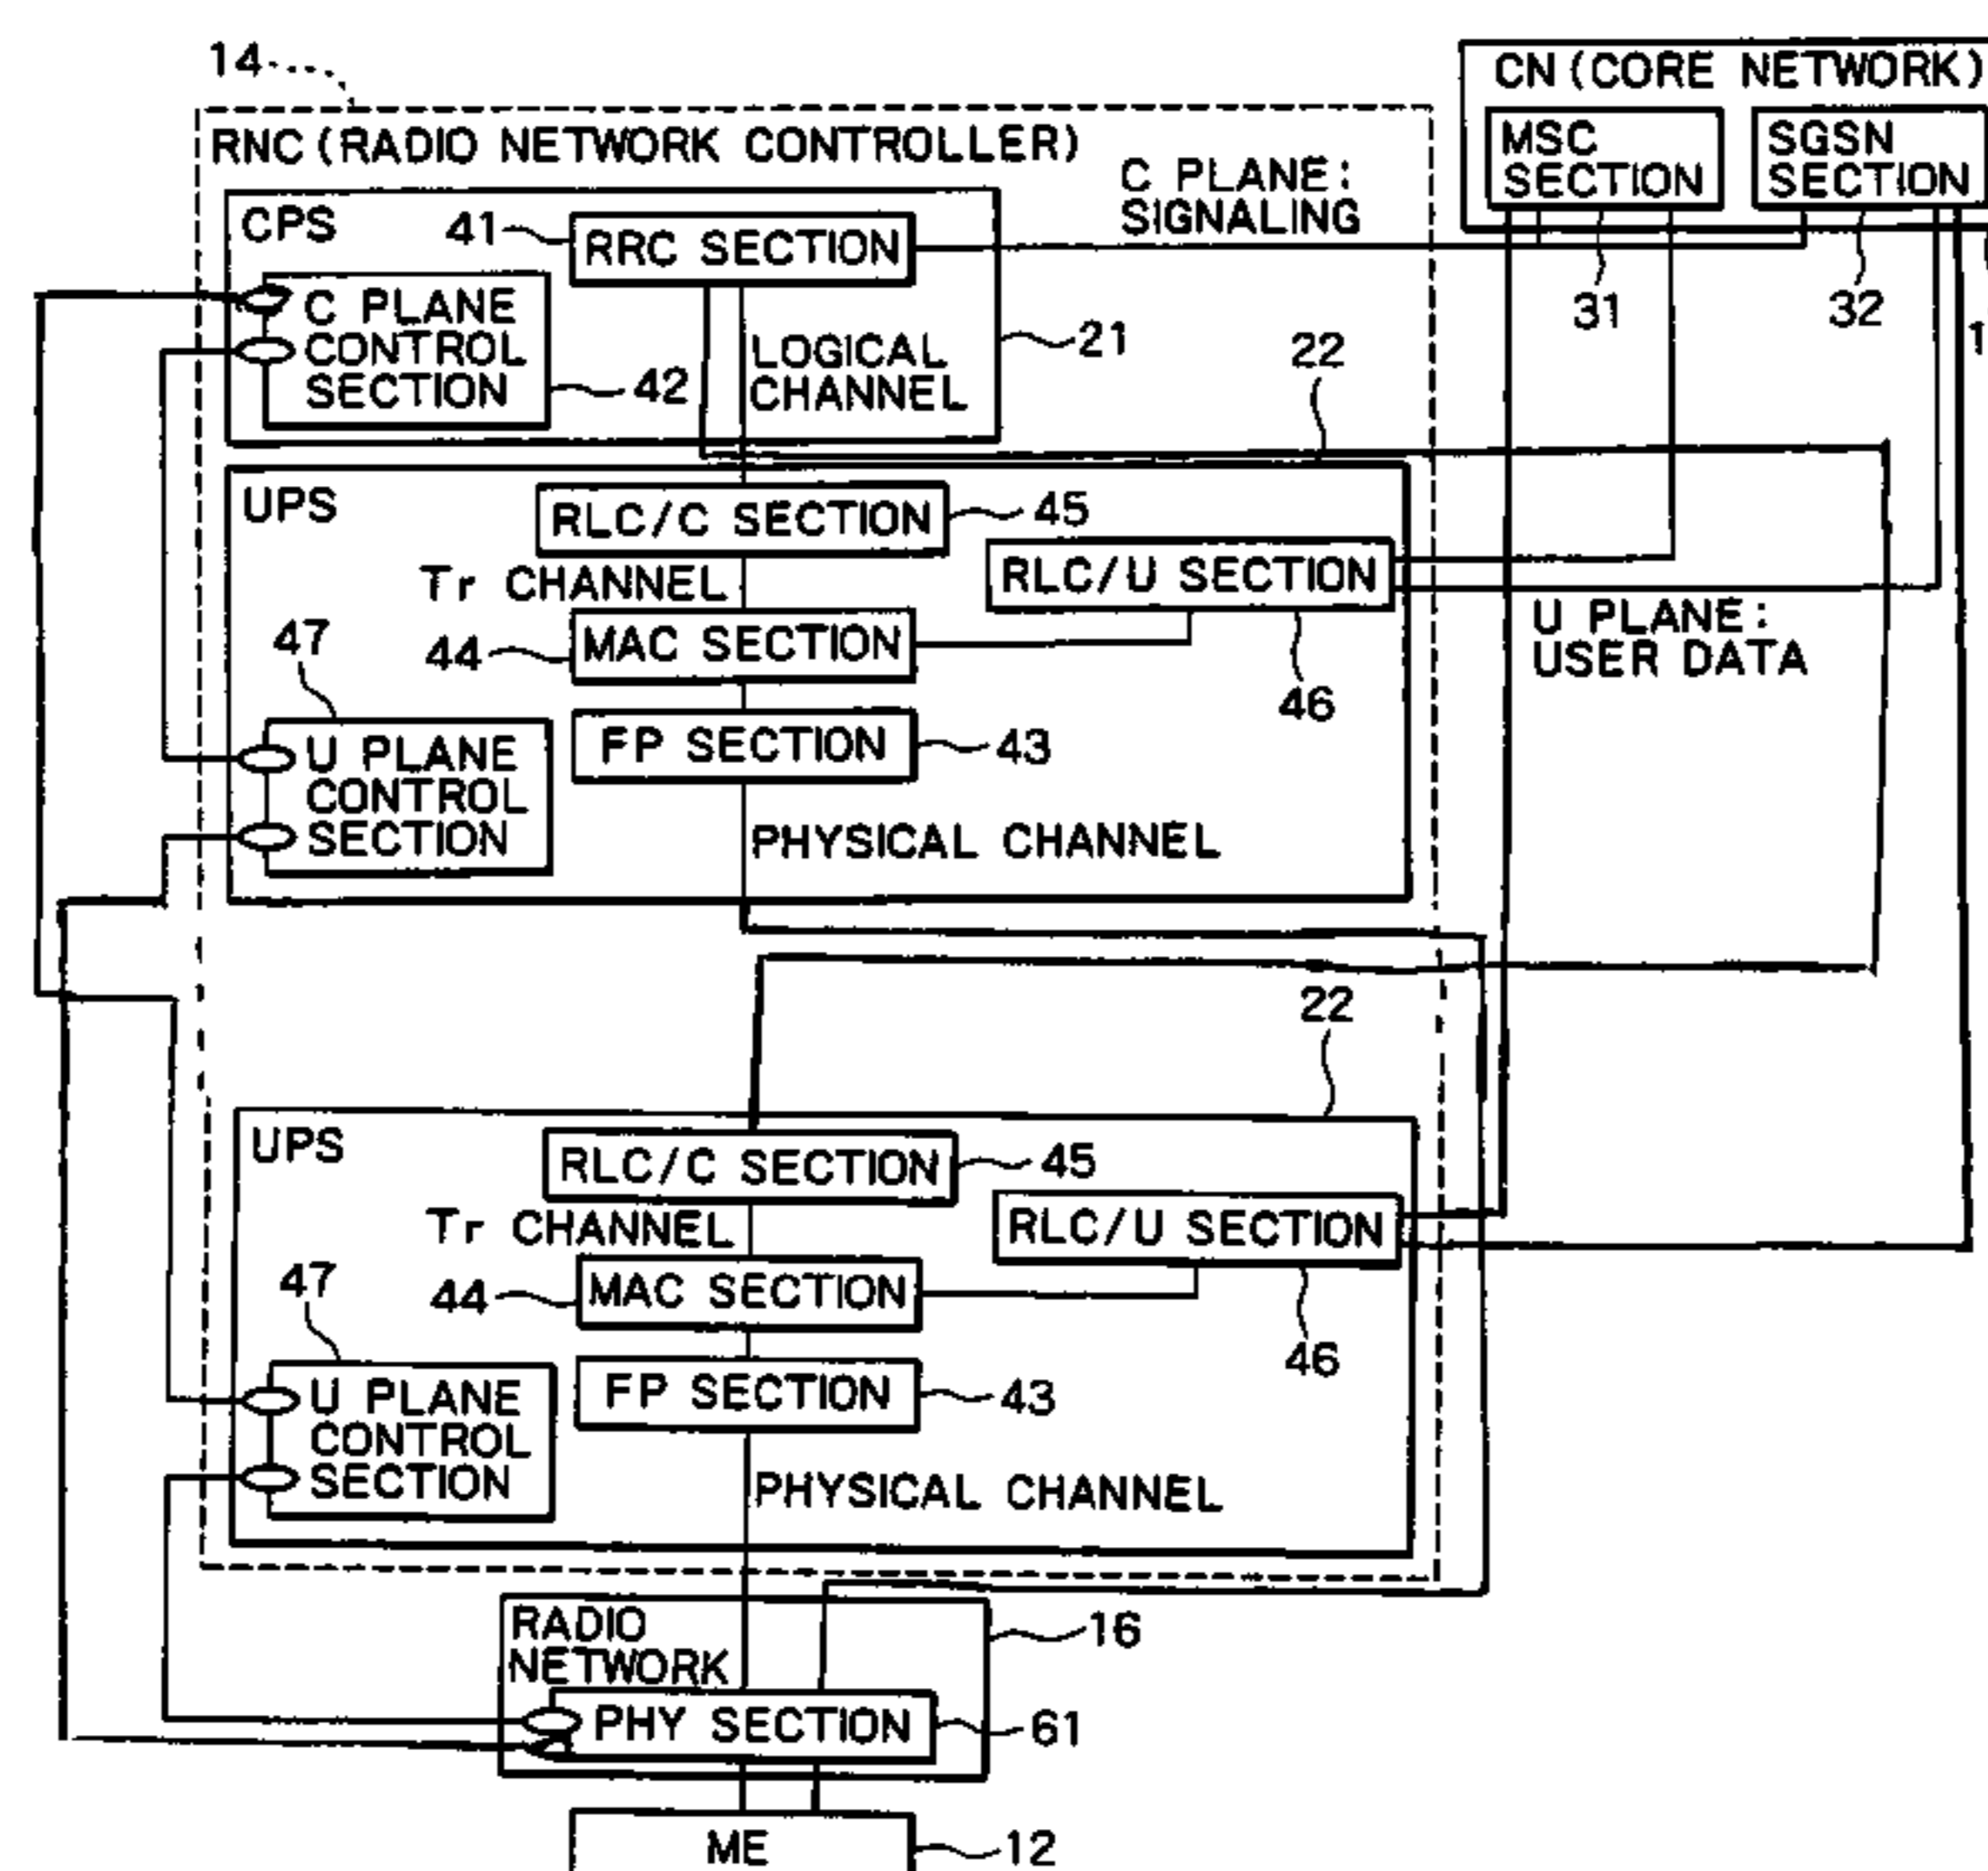 14
RNC (RADIO NETWORK CONTROLLER)
CN (CORE NETWORK)
MSC
SECTION
SGSN
SECTION
31
32
1
C PLANE:
SIGNALING
CPS
41
RRC SECTION
C PLANE
CONTROL
SECTION
42
LOGICAL
CHANNEL
21
22
UPS
RLC/C SECTION
45
Tr CHANNEL
RLC/U SECTION
46
44
MAC SECTION
U PLANE:
USER DATA
47
U PLANE
CONTROL
SECTION
FP SECTION
43
PHYSICAL CHANNEL
22
UPS
RLC/C SECTION
45
Tr CHANNEL
RLC/U SECTION
46
44
MAC SECTION
47
U PLANE
CONTROL
SECTION
FP SECTION
43
PHYSICAL CHANNEL
RADIO
NETWORK
16
PHY SECTION
61
ME
12